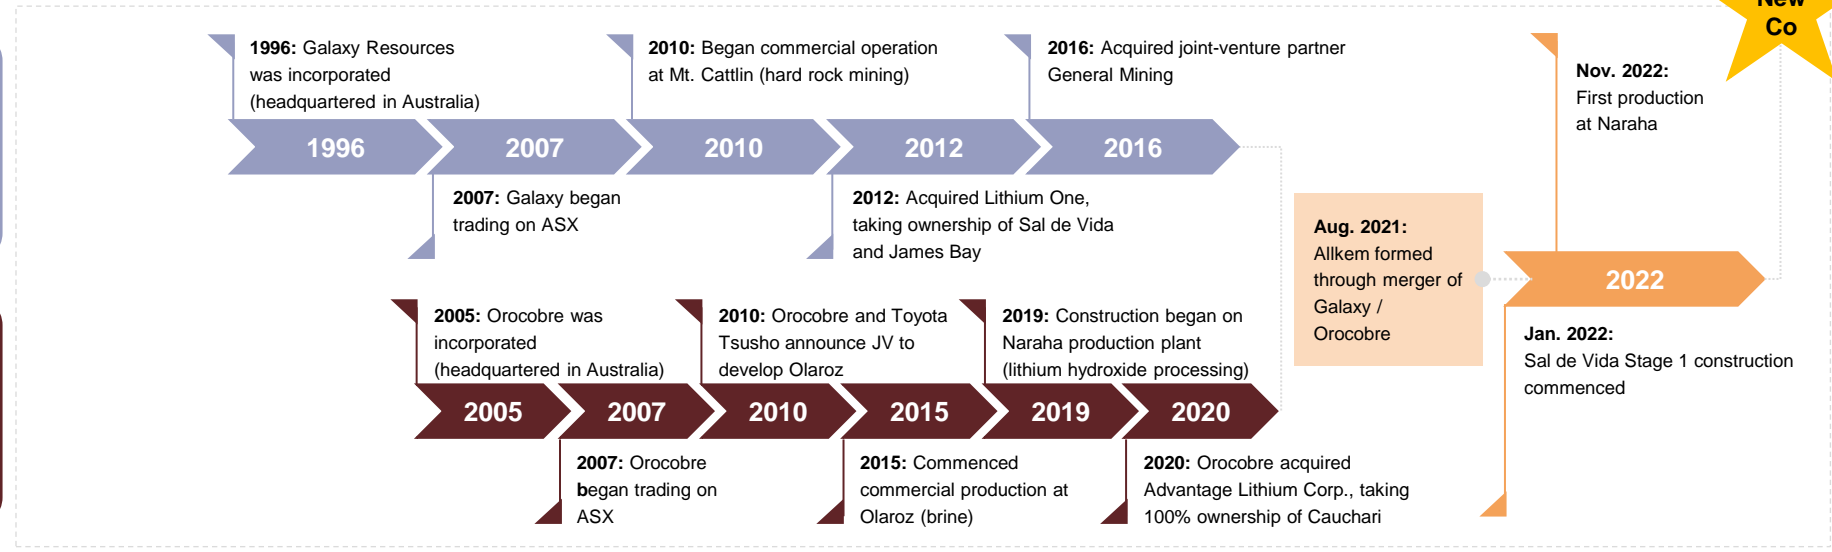 New
Co
1996: Galaxy Resources
was incorporated
(headquartered in Australia)
2010: Began commercial operation
at Mt. Cattlin (hard rock mining)
2016: Acquired joint-venture partner
General Mining
Nov. 2022:
First production
at Naraha
1996
2007
2010
2012
2016
2007: Galaxy began
trading on ASX
2012: Acquired Lithium One,
taking ownership of Sal de Vida
and James Bay
Aug. 2021:
Allkem formed
through merger of
Galaxy /
Orocobre
2022
Jan. 2022:
Sal de Vida Stage 1 construction
commenced
2005: Orocobre was
incorporated
(headquartered in Australia)
2010: Orocobre and Toyota
Tsusho announce JV to
develop Olaroz
2019: Construction began on
Naraha production plant
(lithium hydroxide processing)
2005
2007
2010
2015
2019
2020
2007: Orocobre
began trading on
ASX
2015: Commenced
commercial production at
Olaroz (brine)
2020: Orocobre acquired
Advantage Lithium Corp., taking
100% ownership of Cauchari